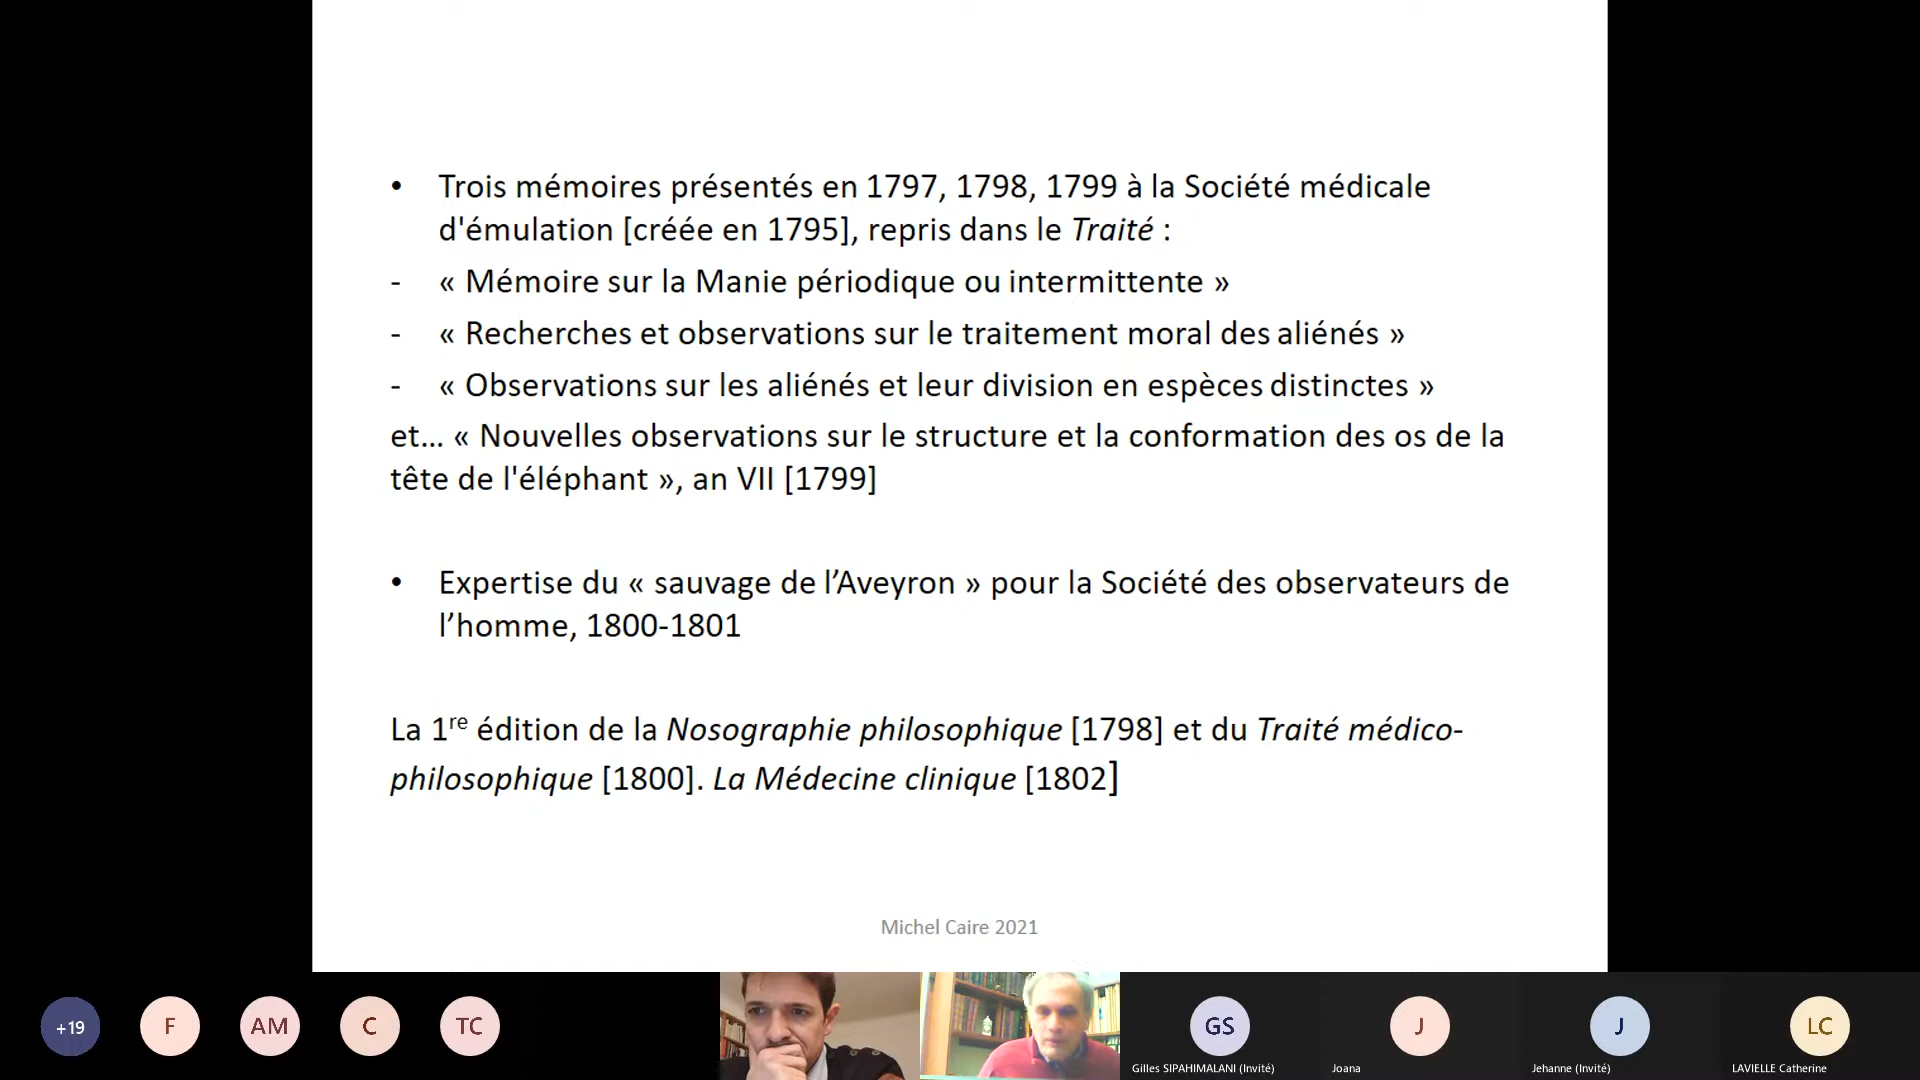 • Trois mémoires présentés en 1797, 1798, 1799 à la Société médicale
d'émulation [créée en 1795], repris dans le Traité :
- « Mémoire sur la Manie périodique ou intermittente »
- « Recherches et observations sur le traitement moral des aliénés »
- « Observations sur les aliénés et leur division en espèces distinctes »
et... « Nouvelles observations sur le structure et la conformation des os de la
tête de l'éléphant », an VII [1799]
• Expertise du « sauvage de l’Aveyron » pour la Société des observateurs de
l’homme, 1800-1801
La 1re édition de la Nosographie philosophique [1798] et du Traité médico-
philosophique [1800]. La Médecine clinique [1802]
Michel Caire 2021
+19 F AM C TC GS J J LC
Gilles SIPAHIMALANI (Invité) Joana Jehanne (Invité) LAVIELLE Catherine